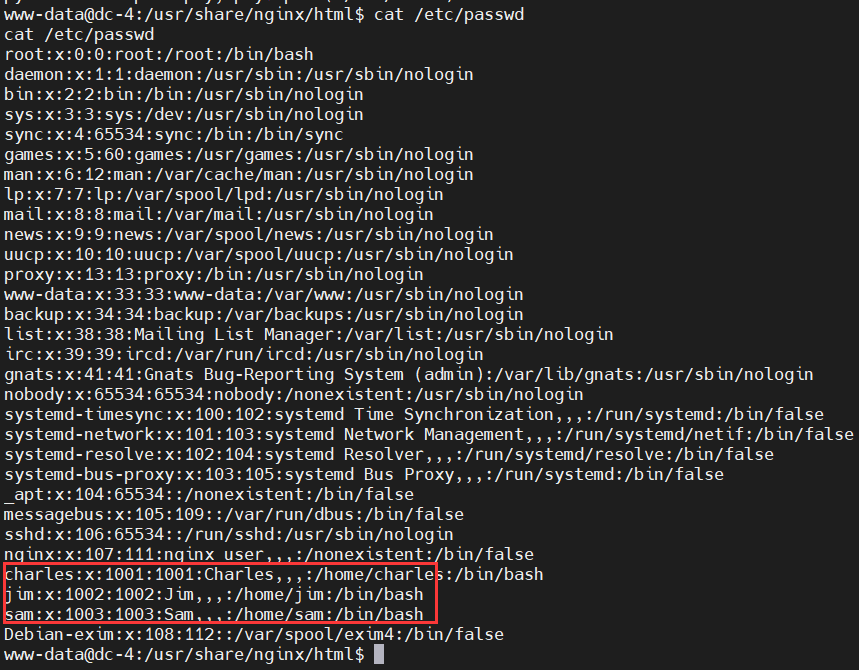 www-data@dc-4:/usr/share/nginx/html$ cat /etc/passwd
cat /etc/passwd
root:x:0:0:root:/root:/bin/bash
daemon:x:1:1:daemon:/usr/sbin:/usr/sbin/nologin
bin:x:2:2:bin:/bin:/usr/sbin/nologin
sys:x:3:3:sys:/dev:/usr/sbin/nologin
sync:x:4:65534:sync:/bin:/bin/sync
games:x:5:60:games:/usr/games:/usr/sbin/nologin
man:x:6:12:man:/var/cache/man:/usr/sbin/nologin
lp:x:7:7:lp:/var/spool/lpd:/usr/sbin/nologin
mail:x:8:8:mail:/var/mail:/usr/sbin/nologin
news:x:9:9:news:/var/spool/news:/usr/sbin/nologin
uucp:x:10:10:uucp:/var/spool/uucp:/usr/sbin/nologin
proxy:x:13:13:proxy:/bin:/usr/sbin/nologin
www-data:x:33:33:www-data:/var/www:/usr/sbin/nologin
backup:x:34:34:backup:/var/backups:/usr/sbin/nologin
list:x:38:38:Mailing List Manager:/var/list:/usr/sbin/nologin
irc:x:39:39:ircd:/var/run/ircd:/usr/sbin/nologin
gnats:x:41:41:Gnats Bug-Reporting System (admin):/var/lib/gnats:/usr/sbin/nologin
nobody:x:65534:65534:nobody:/nonexistent:/usr/sbin/nologin
systemd-timesync:x:100:102:systemd Time Synchronization,,,:/run/systemd:/bin/false
systemd-network:x:101:103:systemd Network Management,,,:/run/systemd/netif:/bin/false
systemd-resolve:x:102:104:systemd Resolver,,,:/run/systemd/resolve:/bin/false
systemd-bus-proxy:x:103:105:systemd Bus Proxy,,,:/run/systemd:/bin/false
_apt:x:104:65534::/nonexistent:/bin/false
messagebus:x:105:109::/var/run/dbus:/bin/false
sshd:x:106:65534::/run/sshd:/usr/sbin/nologin
nginx:x:107:111:nginx user,,,:/nonexistent:/bin/false
charles:x:1001:1001:Charles,,,:/home/charles:/bin/bash
jim:x:1002:1002:Jim,,,:/home/jim:/bin/bash
sam:x:1003:1003:Sam,,,:/home/sam:/bin/bash
Debian-exim:x:108:112::/var/spool/exim4:/bin/false
www-data@dc-4:/usr/share/nginx/html$